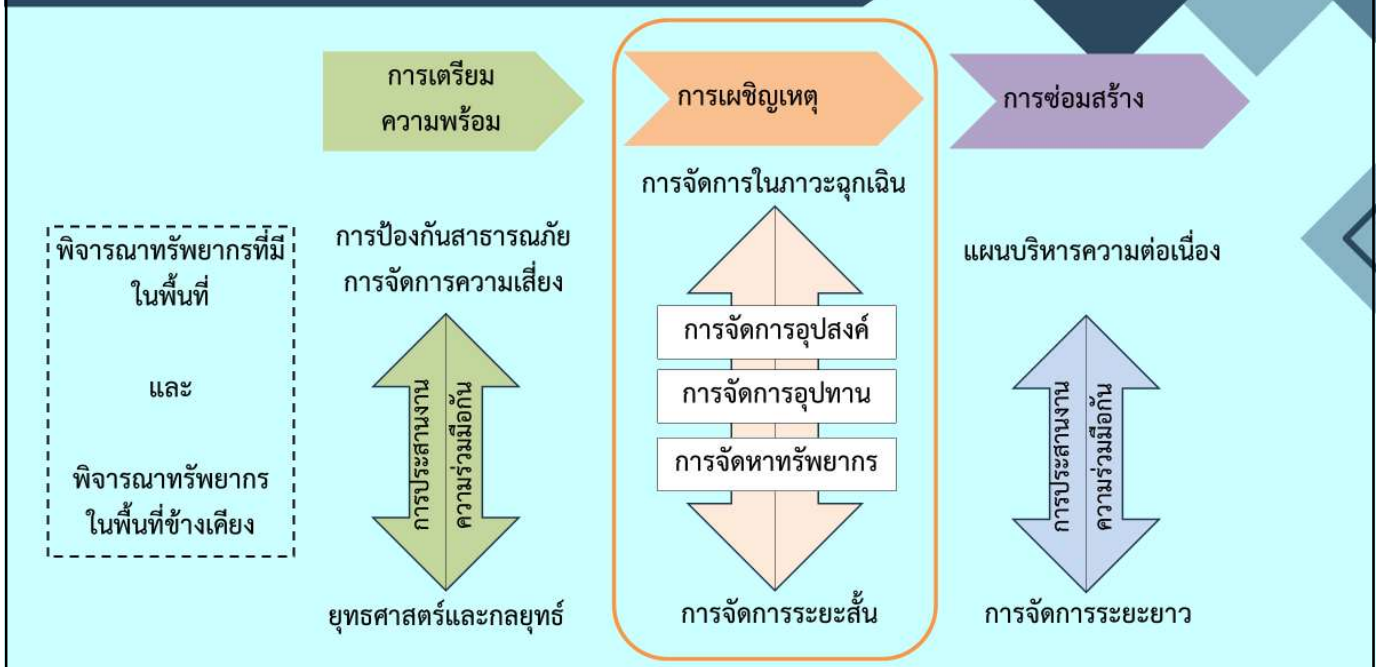 การเตรียม
ความพร้อม
การเผชิญเหตุ
การซ่อมสร้าง
พิจารณาทรัพยากรที่มี
ในพื้นที่
และ
พิจารณาทรัพยากร
ในพื้นที่ข้างเคียง
การป้องกันสาธารณภัย
การจัดการความเสี่ยง
การประสานงาน
ความร่วมมือกัน
ยุทธศาสตร์และกลยุทธ์
การจัดการในภาวะฉุกเฉิน
การจัดการอุปสงค์
การจัดการอุปทาน
การจัดหาทรัพยากร
การจัดการระยะสั้น
แผนบริหารความต่อเนื่อง
การประสานงาน
ความร่วมมือกัน
การจัดการระยะยาว